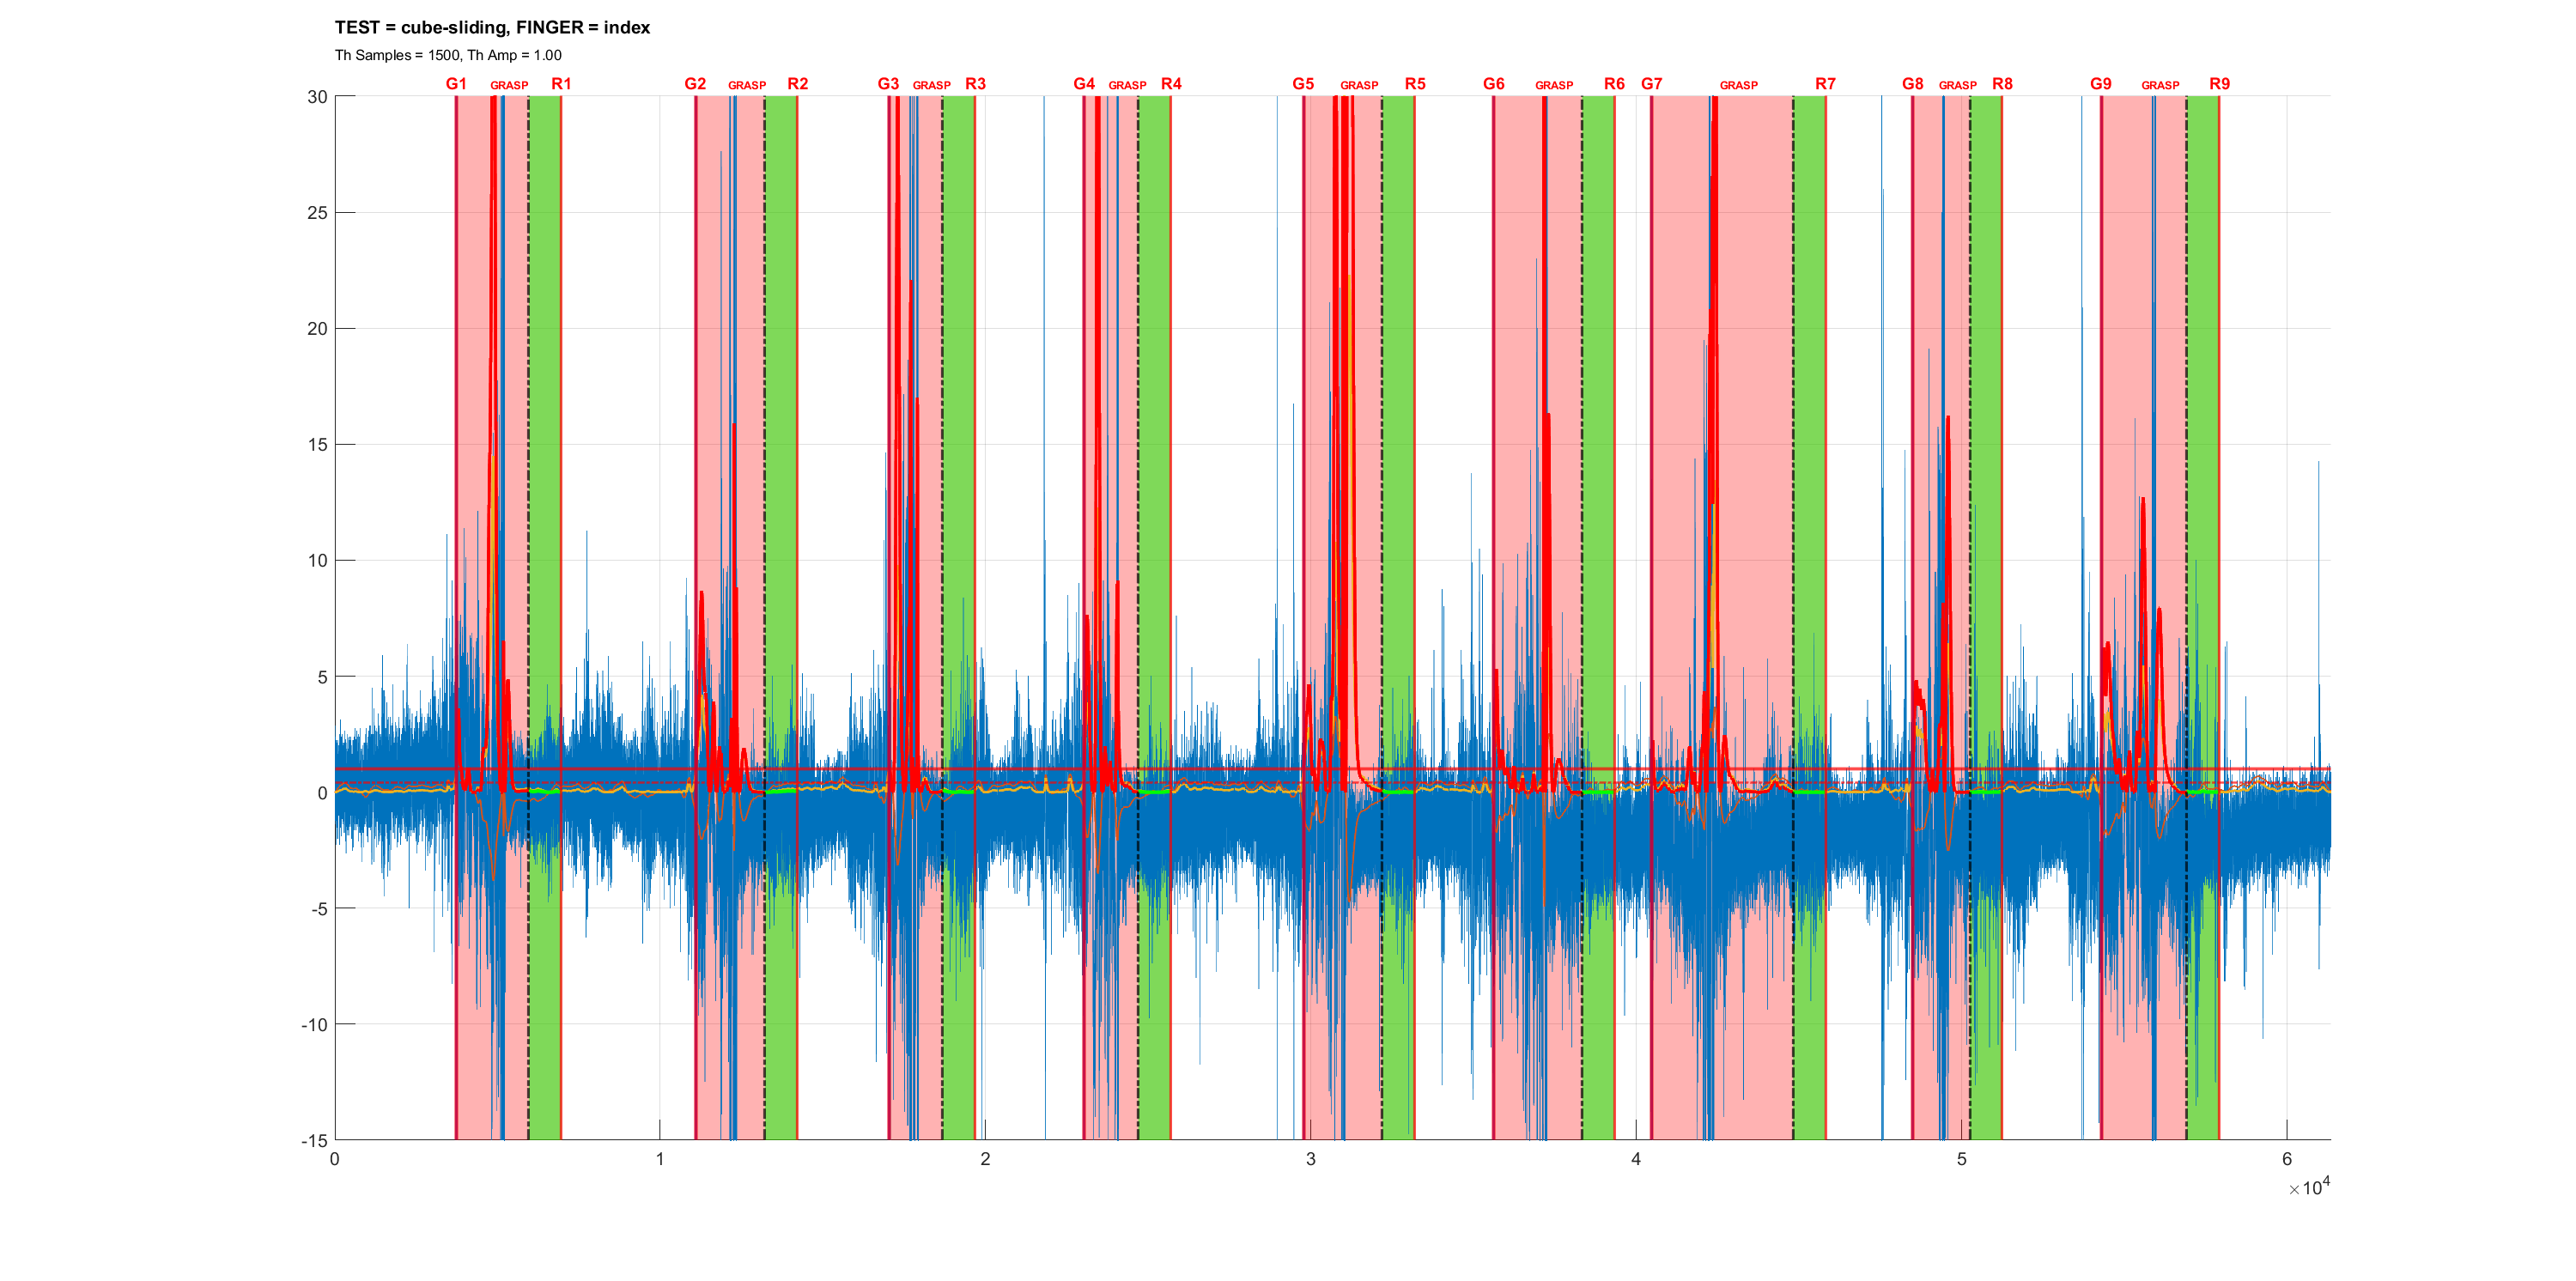 TEST = cube-sliding, FINGER = index
Th Samples = 1500, Th Amp = 1.00
G1 GRASP R1 G2 GRASP R2 G3 GRASP R3 G4 GRASP R4 G5 GRASP R5 G6 GRASP R6 G7 GRASP R7 G8 GRASP R8 G9 GRASP R9
30
25
20
15
10
5
0
-5
-10
-15
0 1 2 3 4 5 6
×10⁴